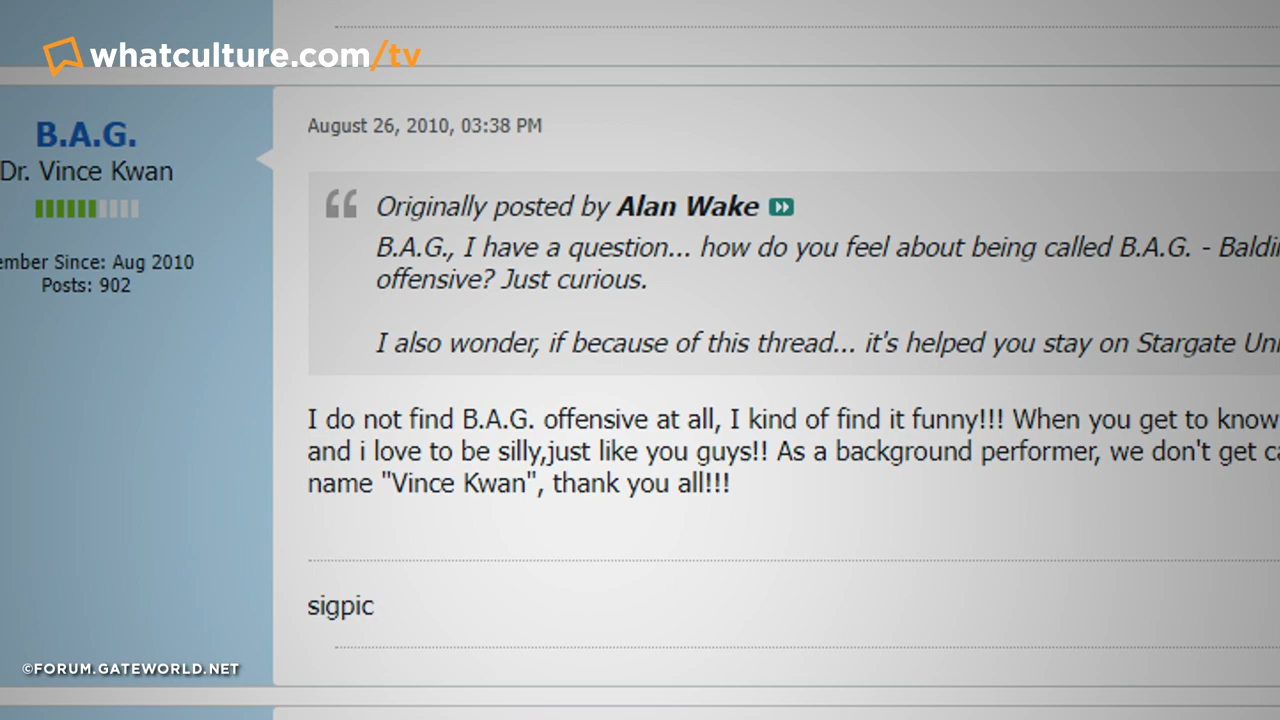 whatculture.com/tv
B.A.G.
Dr. Vince Kwan
ember Since: Aug 2010
Posts: 902
August 26, 2010, 03:38 PM
Originally posted by Alan Wake
B.A.G., I have a question... how do you feel about being called B.A.G. - Baldi
offensive? Just curious.
I also wonder, if because of this thread... it's helped you stay on Stargate Uni
I do not find B.A.G. offensive at all, I kind of find it funny!!! When you get to know
and i love to be silly,just like you guys!! As a background performer, we don't get ca
name "Vince Kwan", thank you all!!!
sigpic
©FORUM.GATEWORLD.NET